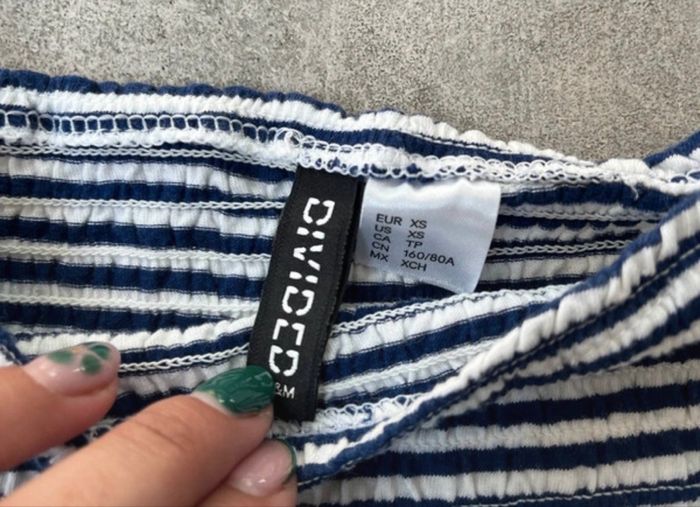 DIVIDED
&M
EUR XS
US XS
CA TP
CN 160/80A
MX XCH